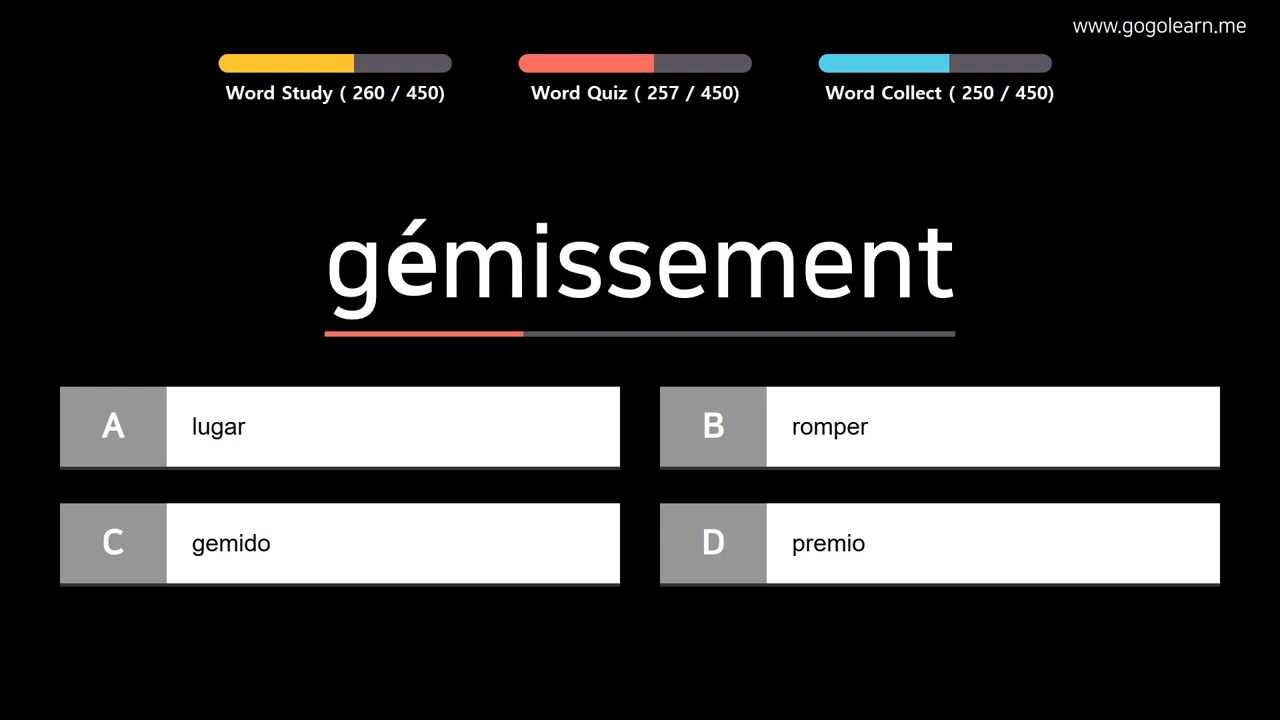 www.gogolearn.me
Word Study ( 260 / 450)
Word Quiz ( 257 / 450)
Word Collect ( 250 / 450)
gémissement
A lugar
B romper
C gemido
D premio